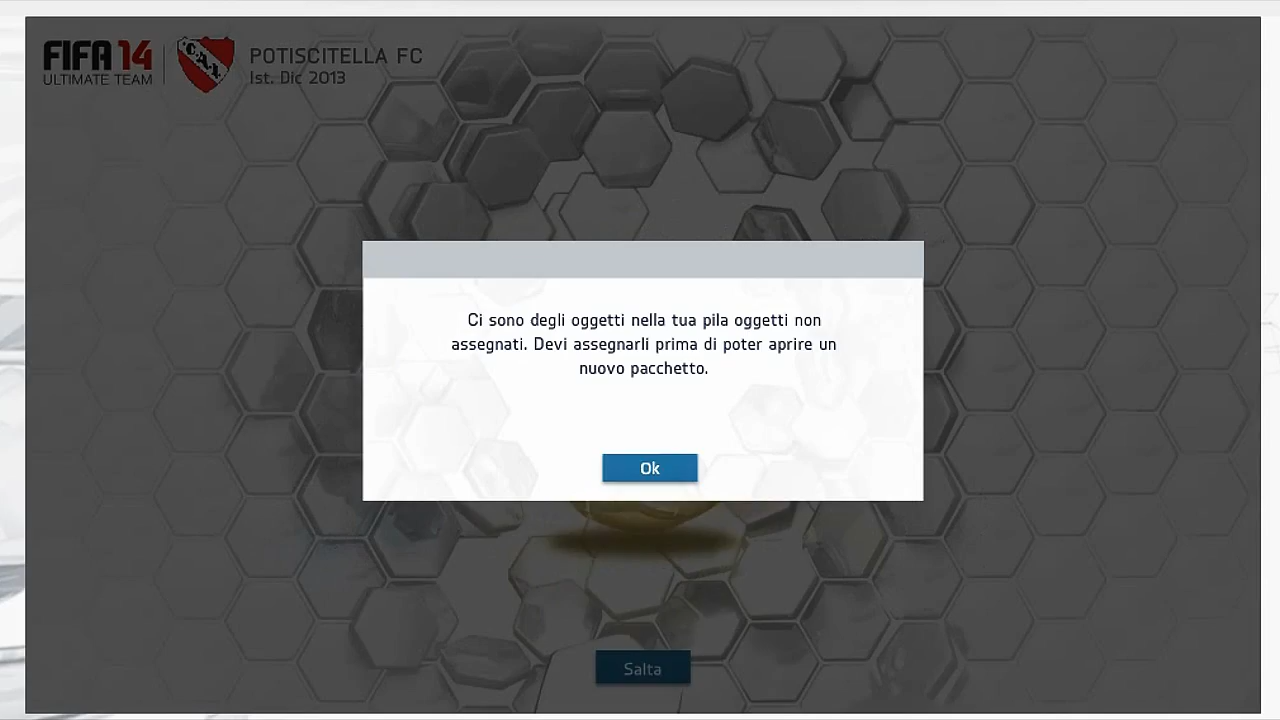 FIFA 14
ULTIMATE TEAM
CAI
POTISCITELLA FC
Ist. Dic 2013
Ci sono degli oggetti nella tua pila oggetti non
assegnati. Devi assegnarli prima di poter aprire un
nuovo pacchetto.
Ok
Salta